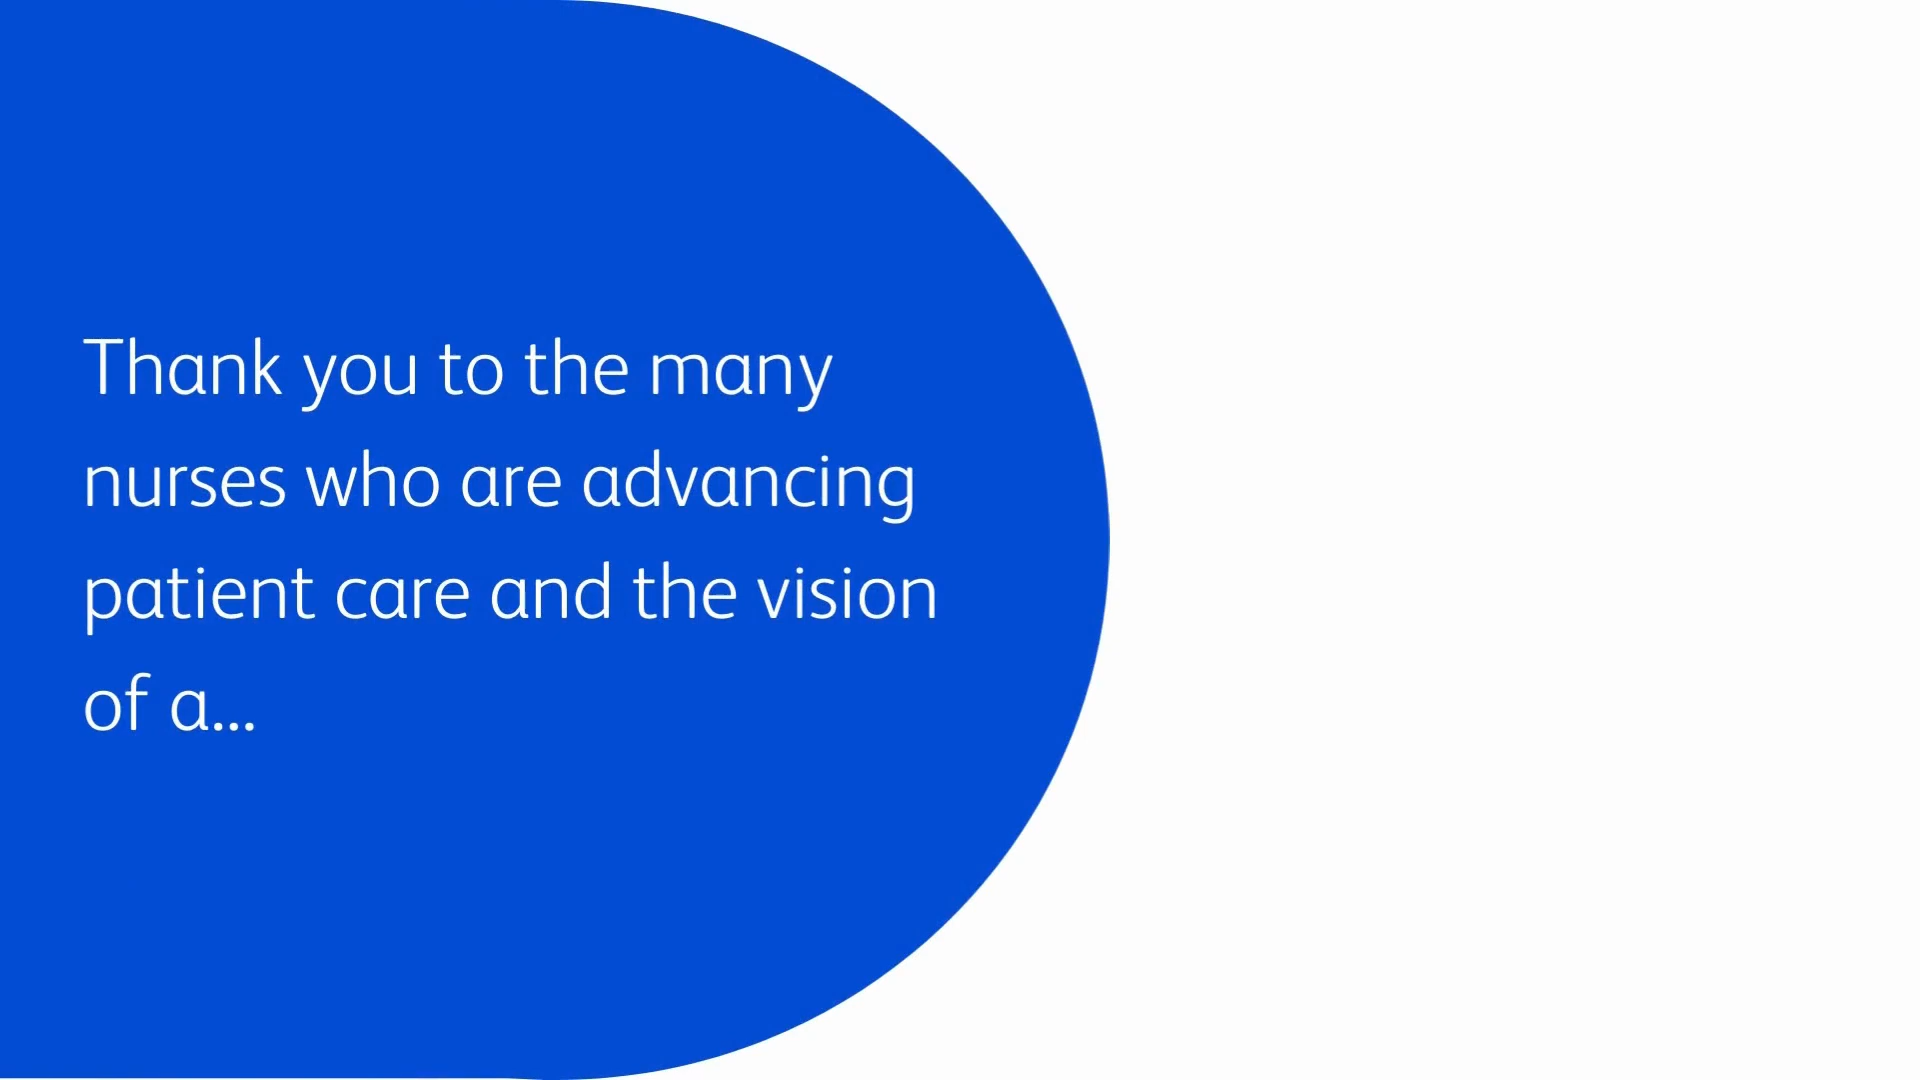 Thank you to the many
nurses who are advancing
patient care and the vision
of a...